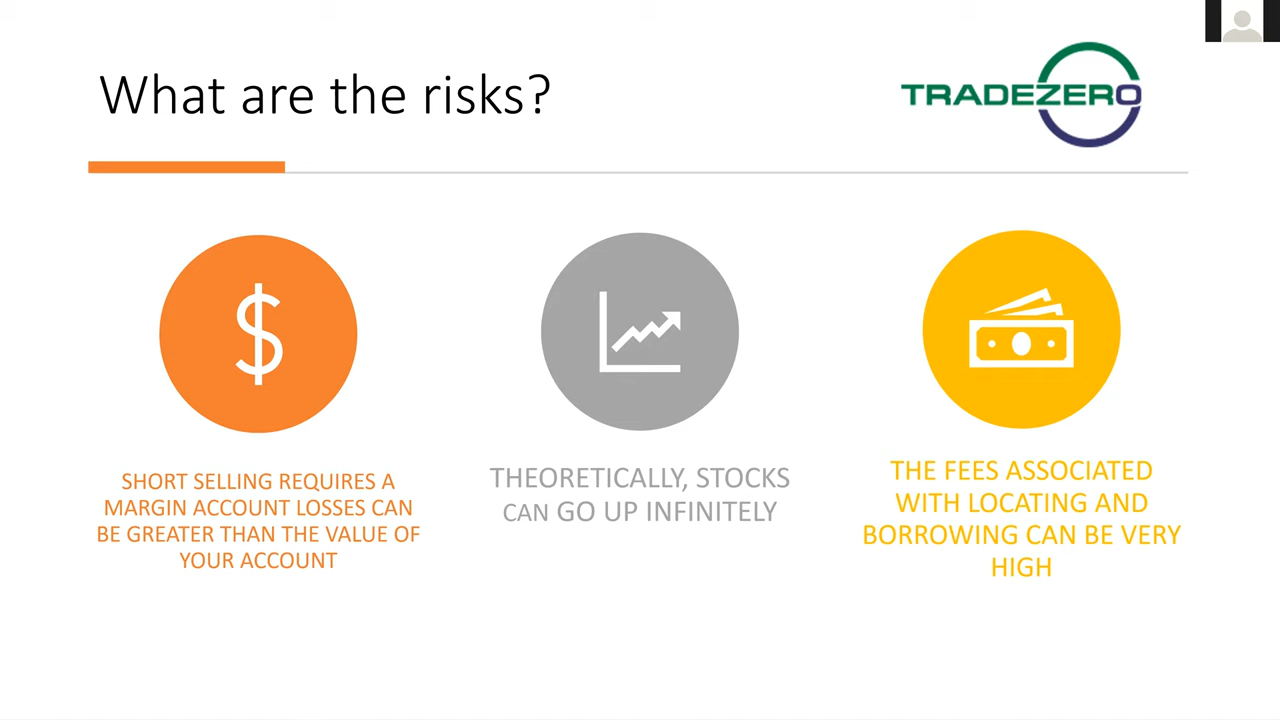 What are the risks?
TRADEZERO
SHORT SELLING REQUIRES A
MARGIN ACCOUNT LOSSES CAN
BE GREATER THAN THE VALUE OF
YOUR ACCOUNT
THEORETICALLY, STOCKS
CAN GO UP INFINITELY
THE FEES ASSOCIATED
WITH LOCATING AND
BORROWING CAN BE VERY
HIGH